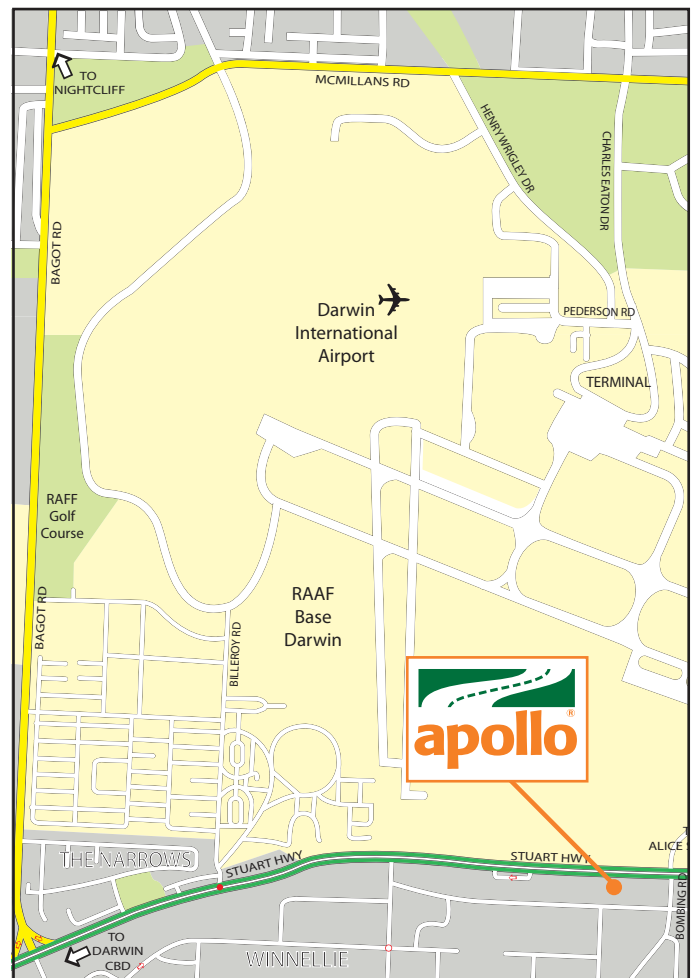 TO
NIGHTCLIFF
MCMILLANS RD
HENRY WRIGLEY DR
CHARLES EATON DR
BAGOT RD
Darwin
International
Airport
PEDERSON RD
TERMINAL
RAFF
Golf
Course
RAAF
Base
Darwin
BAGOT RD
BILLEROY RD
apollo®
ALICE S
THE NARROWS
STUART HWY
STUART HWY
BOMBING RD
TO
DARWIN
CBD
WINNELLIE